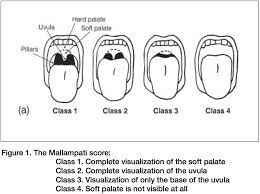 Uvula
Hard palate
Soft palate
Pillars
(a)
Class 1 Class 2 Class 3 Class 4
Figure 1. The Mallampati score:
Class 1. Complete visualization of the soft palate
Class 2. Complete visualization of the uvula
Class 3. Visualization of only the base of the uvula
Class 4. Soft palate is not visible at all